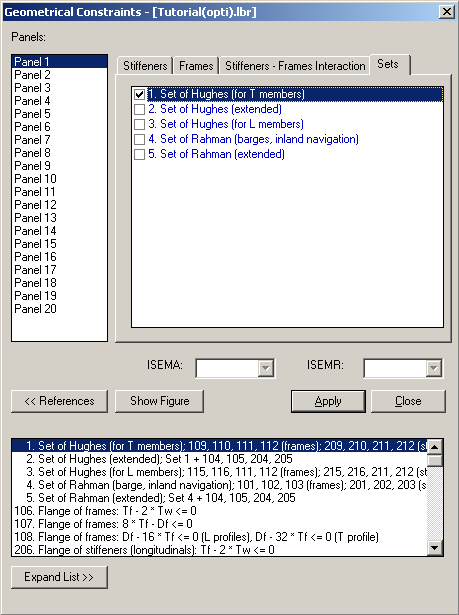 Geometrical Constraints - [Tutorial(opti).lbr]
Panels:
Panel 1
Panel 2
Panel 3
Panel 4
Panel 5
Panel 6
Panel 7
Panel 8
Panel 9
Panel 10
Panel 11
Panel 12
Panel 13
Panel 14
Panel 15
Panel 16
Panel 17
Panel 18
Panel 19
Panel 20
Stiffeners
Frames
Stiffeners - Frames Interaction
Sets
1. Set of Hughes (for T members)
2. Set of Hughes (extended)
3. Set of Hughes (for L members)
4. Set of Rahman (barges, inland navigation)
5. Set of Rahman (extended)
ISEMA:
ISEMR:
<< References
Show Figure
Apply
Close
1. Set of Hughes (for T members); 109, 110, 111, 112 (frames); 209, 210, 211, 212 (st
2. Set of Hughes (extended); Set 1 + 104, 105, 204, 205
3. Set of Hughes (for L members); 115, 116, 111, 112 (frames); 215, 216, 211, 212 (st
4. Set of Rahman (barge, inland navigation); 101, 102, 103 (frames); 201, 202, 203 (s
5. Set of Rahman (extended); Set 4 + 104, 105, 204, 205
106. Flange of frames: Tf - 2 * Tw <= 0
107. Flange of frames: 8 * Tf - Df <= 0
108. Flange of frames: Df - 16 * Tf <= 0 (L profiles), Df - 32 * Tf <= 0 (T profile)
206. Flange of stiffeners (longitudinals): Tf - 2 * Tw <= 0
Expand List >>